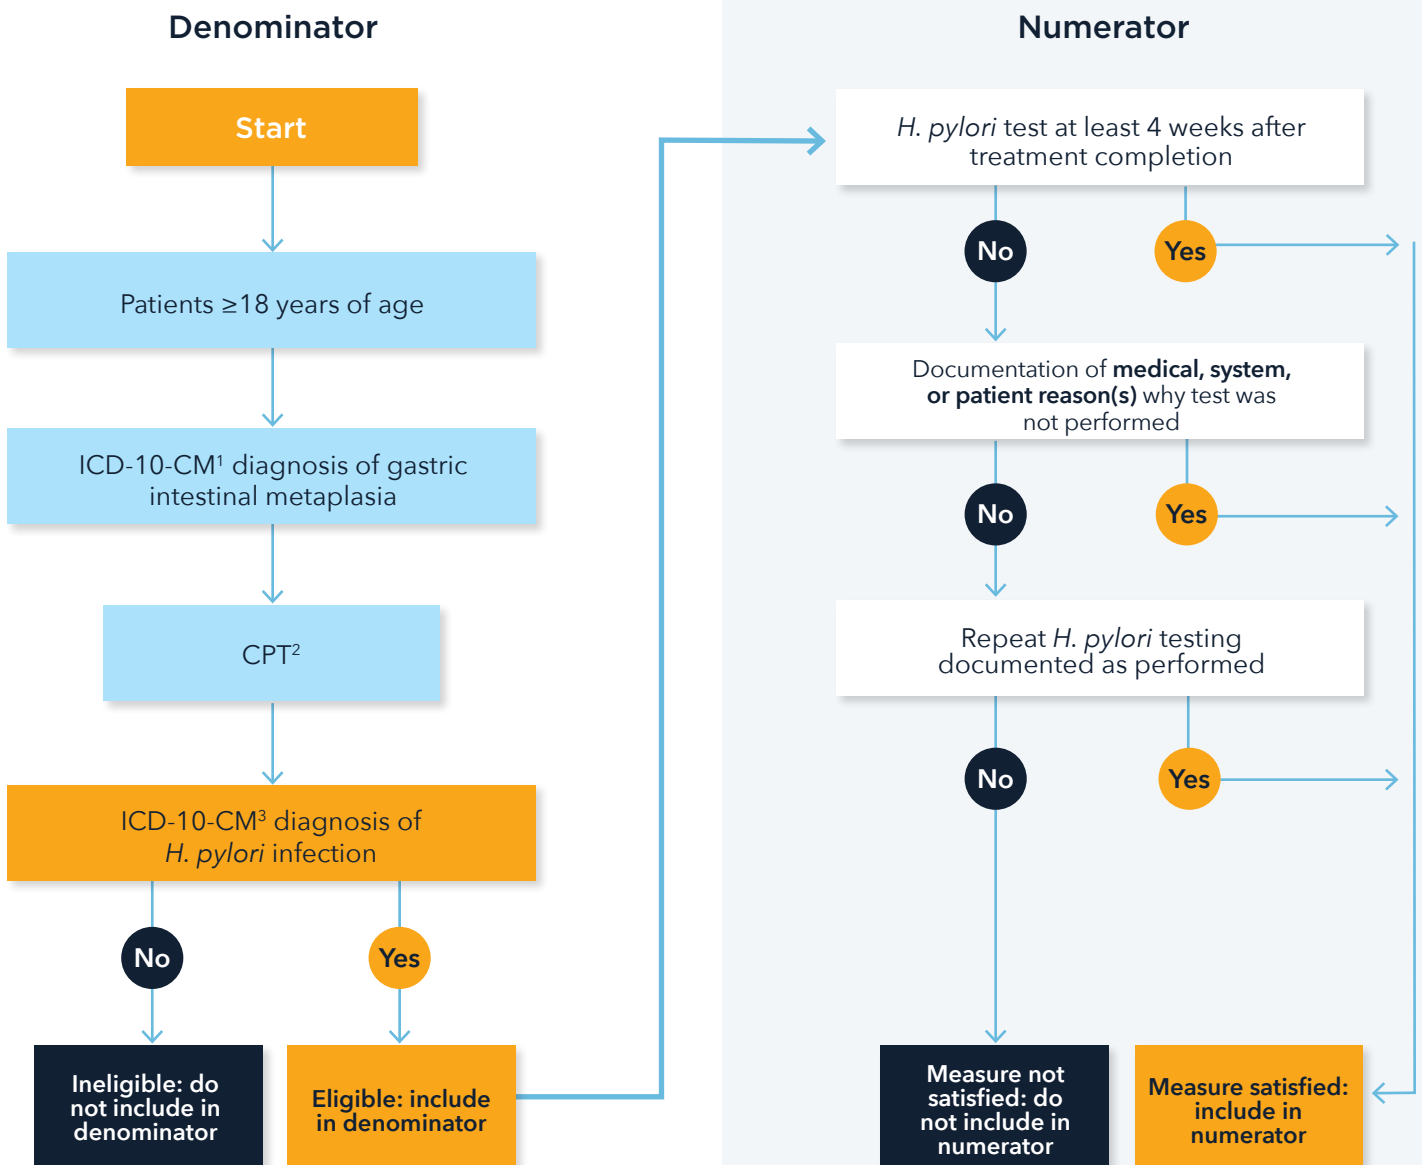 Denominator
Start
Patients ≥18 years of age
ICD-10-CM¹ diagnosis of gastric
intestinal metaplasia
CPT²
ICD-10-CM³ diagnosis of
H. pylori infection
No
Yes
Ineligible: do
not include in
denominator
Eligible: include
in denominator
Numerator
H. pylori test at least 4 weeks after
treatment completion
No
Yes
Documentation of medical, system,
or patient reason(s) why test was
not performed
No
Yes
Repeat H. pylori testing
documented as performed
No
Yes
Measure not
satisfied: do
not include in
numerator
Measure satisfied:
include in
numerator